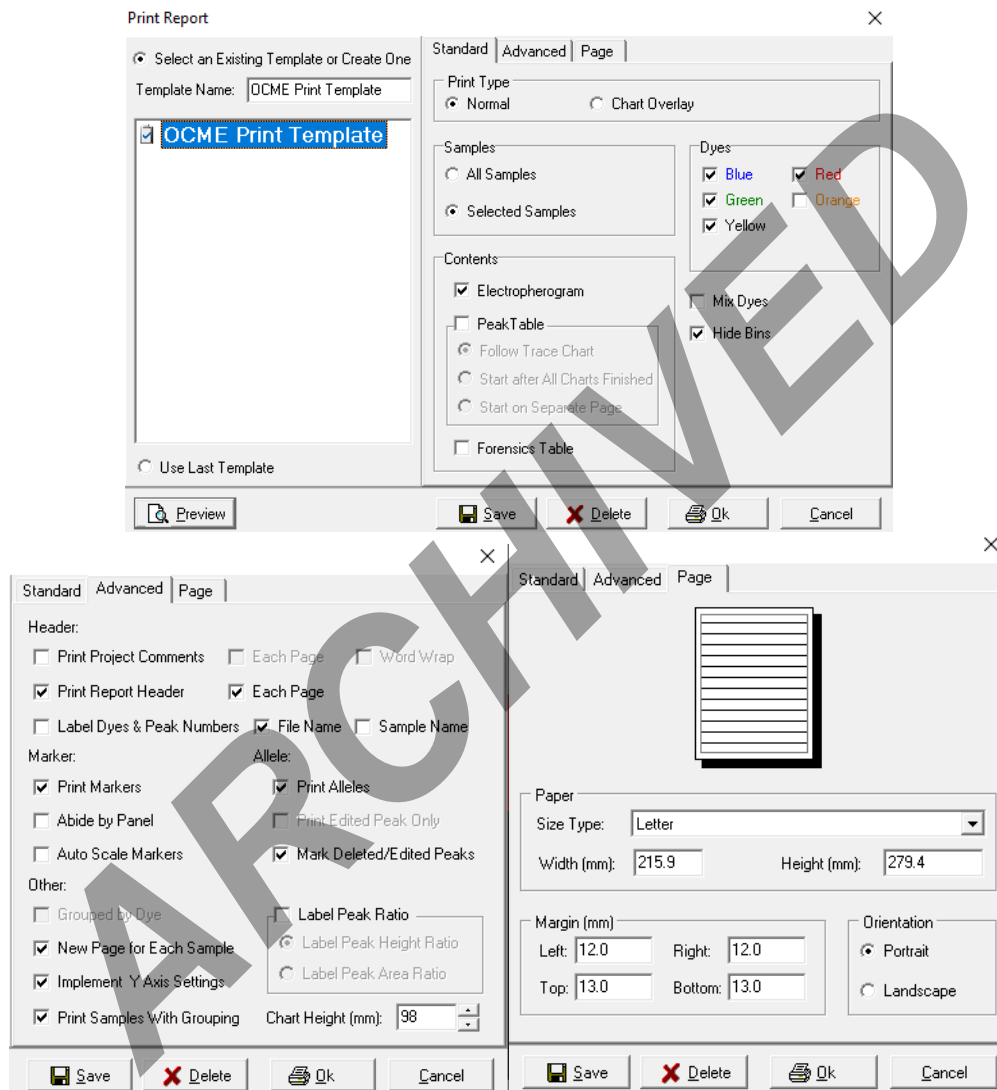 Print Report
Select an Existing Template or Create One
Template Name: OCME Print Template
OCME Print Template
Use Last Template
Preview
Standard Advanced Page
Print Type
Normal Chart Overlay
Samples
All Samples
Selected Samples
Dyes
Blue Red
Green Orange
Yellow
Contents
Electropherogram
PeakTable
Follow Trace Chart
Start after All Charts Finished
Start on Separate Page
Forensics Table
Mix Dyes
Hide Bins
Save Delete Ok Cancel
Standard Advanced Page
Header:
Print Project Comments Each Page Word Wrap
Print Report Header Each Page
Label Dyes & Peak Numbers File Name Sample Name
Marker: Allele:
Print Markers Print Alleles
Abide by Panel Print Edited Peak Only
Auto Scale Markers Mark Deleted/Edited Peaks
Other:
Grouped by Dye Label Peak Ratio
New Page for Each Sample Label Peak Height Ratio
Implement Y Axis Settings Label Peak Area Ratio
Print Samples With Grouping Chart Height (mm): 98
Save Delete Ok Cancel
Standard Advanced Page
Paper
Size Type: Letter
Width (mm): 215.9 Height (mm): 279.4
Margin (mm)
Left: 12.0 Right: 12.0
Top: 13.0 Bottom: 13.0
Orientation
Portrait
Landscape
Save Delete Ok Cancel
ARCHIVED